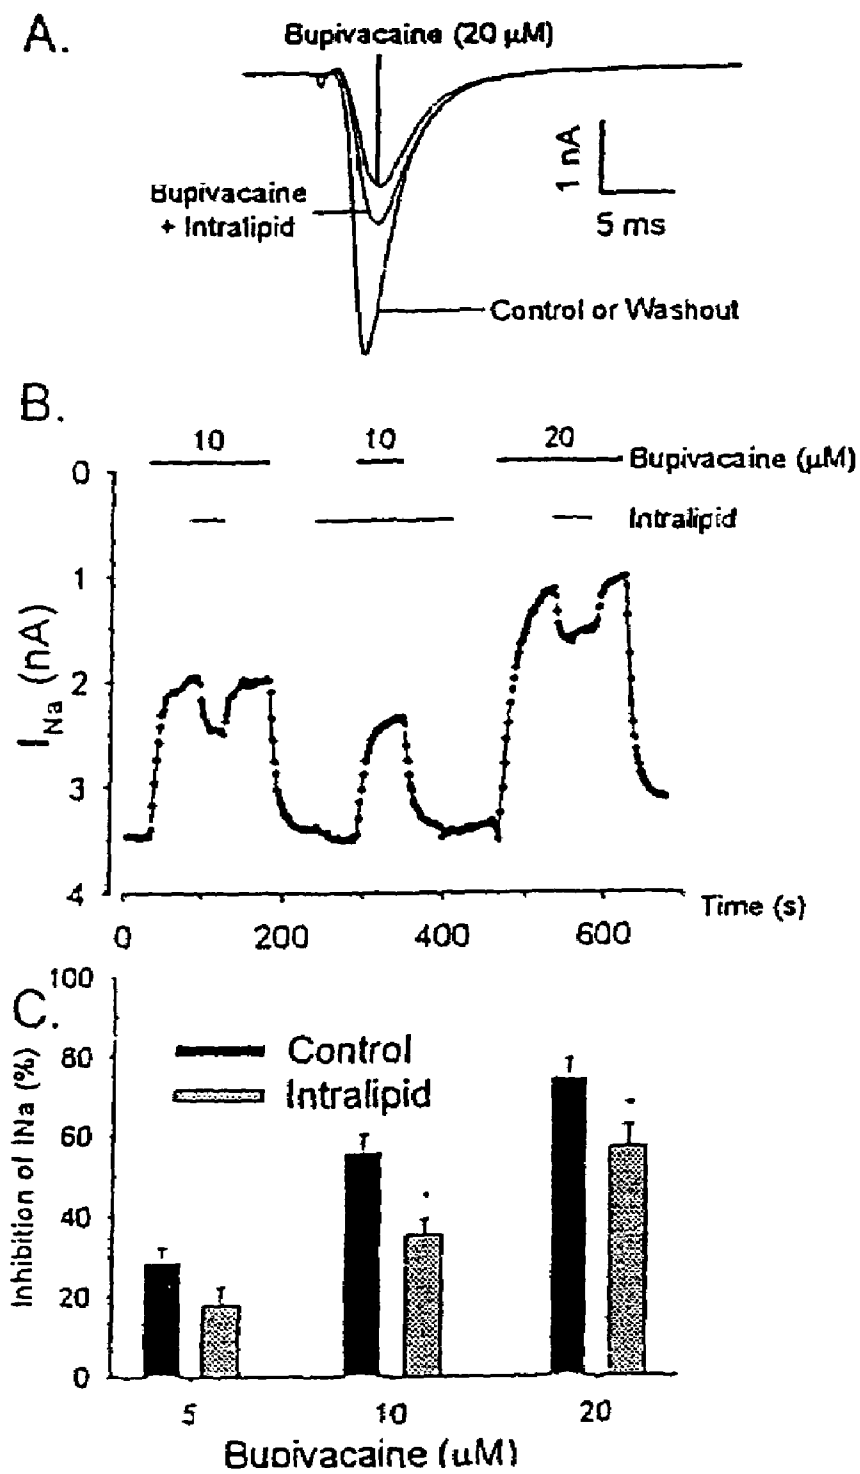 A.
Bupivacaine (20 µM)
Bupivacaine
+ Intralipid
1 nA
5 ms
Control or Washout
B.
10
10
20
Bupivacaine (µM)
Intralipid
0
1
2
3
4
I Na (nA)
0
200
400
600
Time (s)
C.
100
80
60
40
20
0
Inhibition of INa (%)
Control
Intralipid
5
10
20
Bupivacaine (µM)